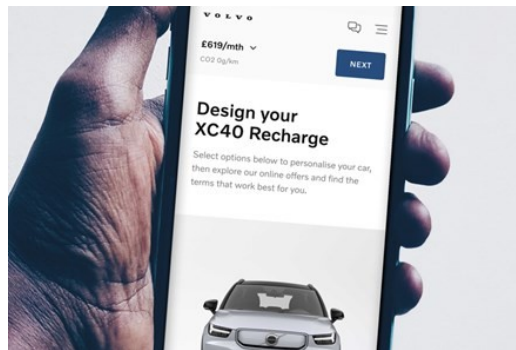 VOLVO
£619/mth
CO2 0g/km
NEXT
Design your
XC40 Recharge
Select options below to personalise your car,
then explore our online offers and find the
terms that work best for you.